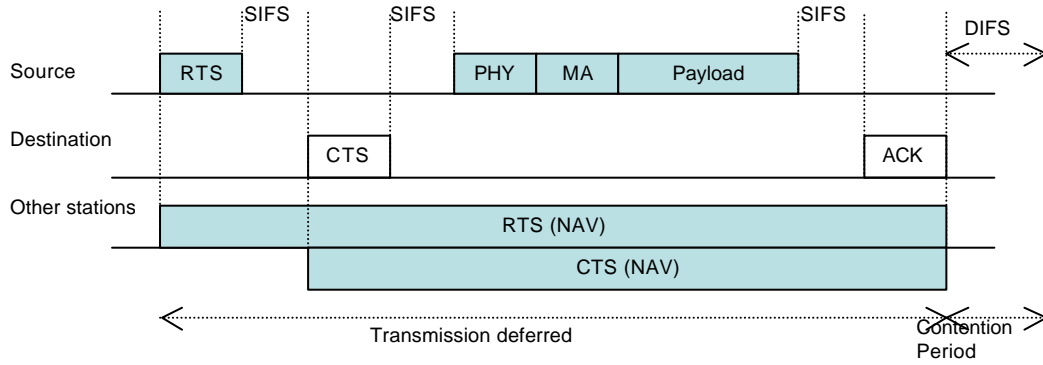 SIFS SIFS SIFS
DIFS
Source RTS PHY MA Payload
Destination CTS ACK
Other stations RTS (NAV)
CTS (NAV)
Transmission deferred
Contention
Period